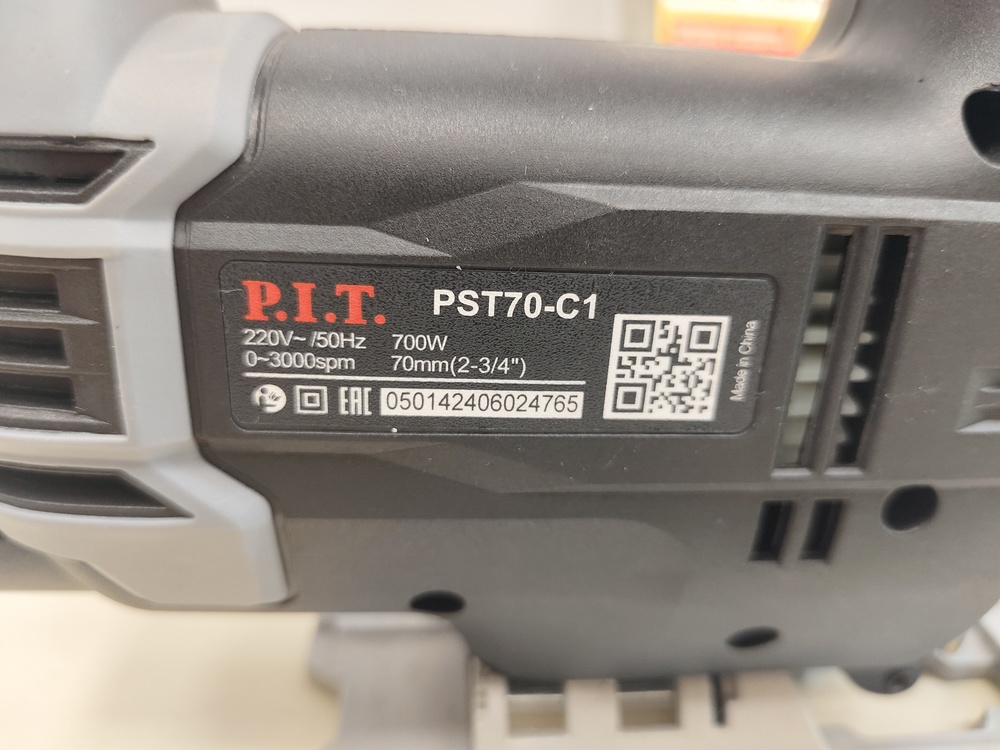 P.I.T. PST70-C1
220V~ /50Hz 700W
0~3000spm 70mm(2-3/4")
EAC 050142406024765
Made in China